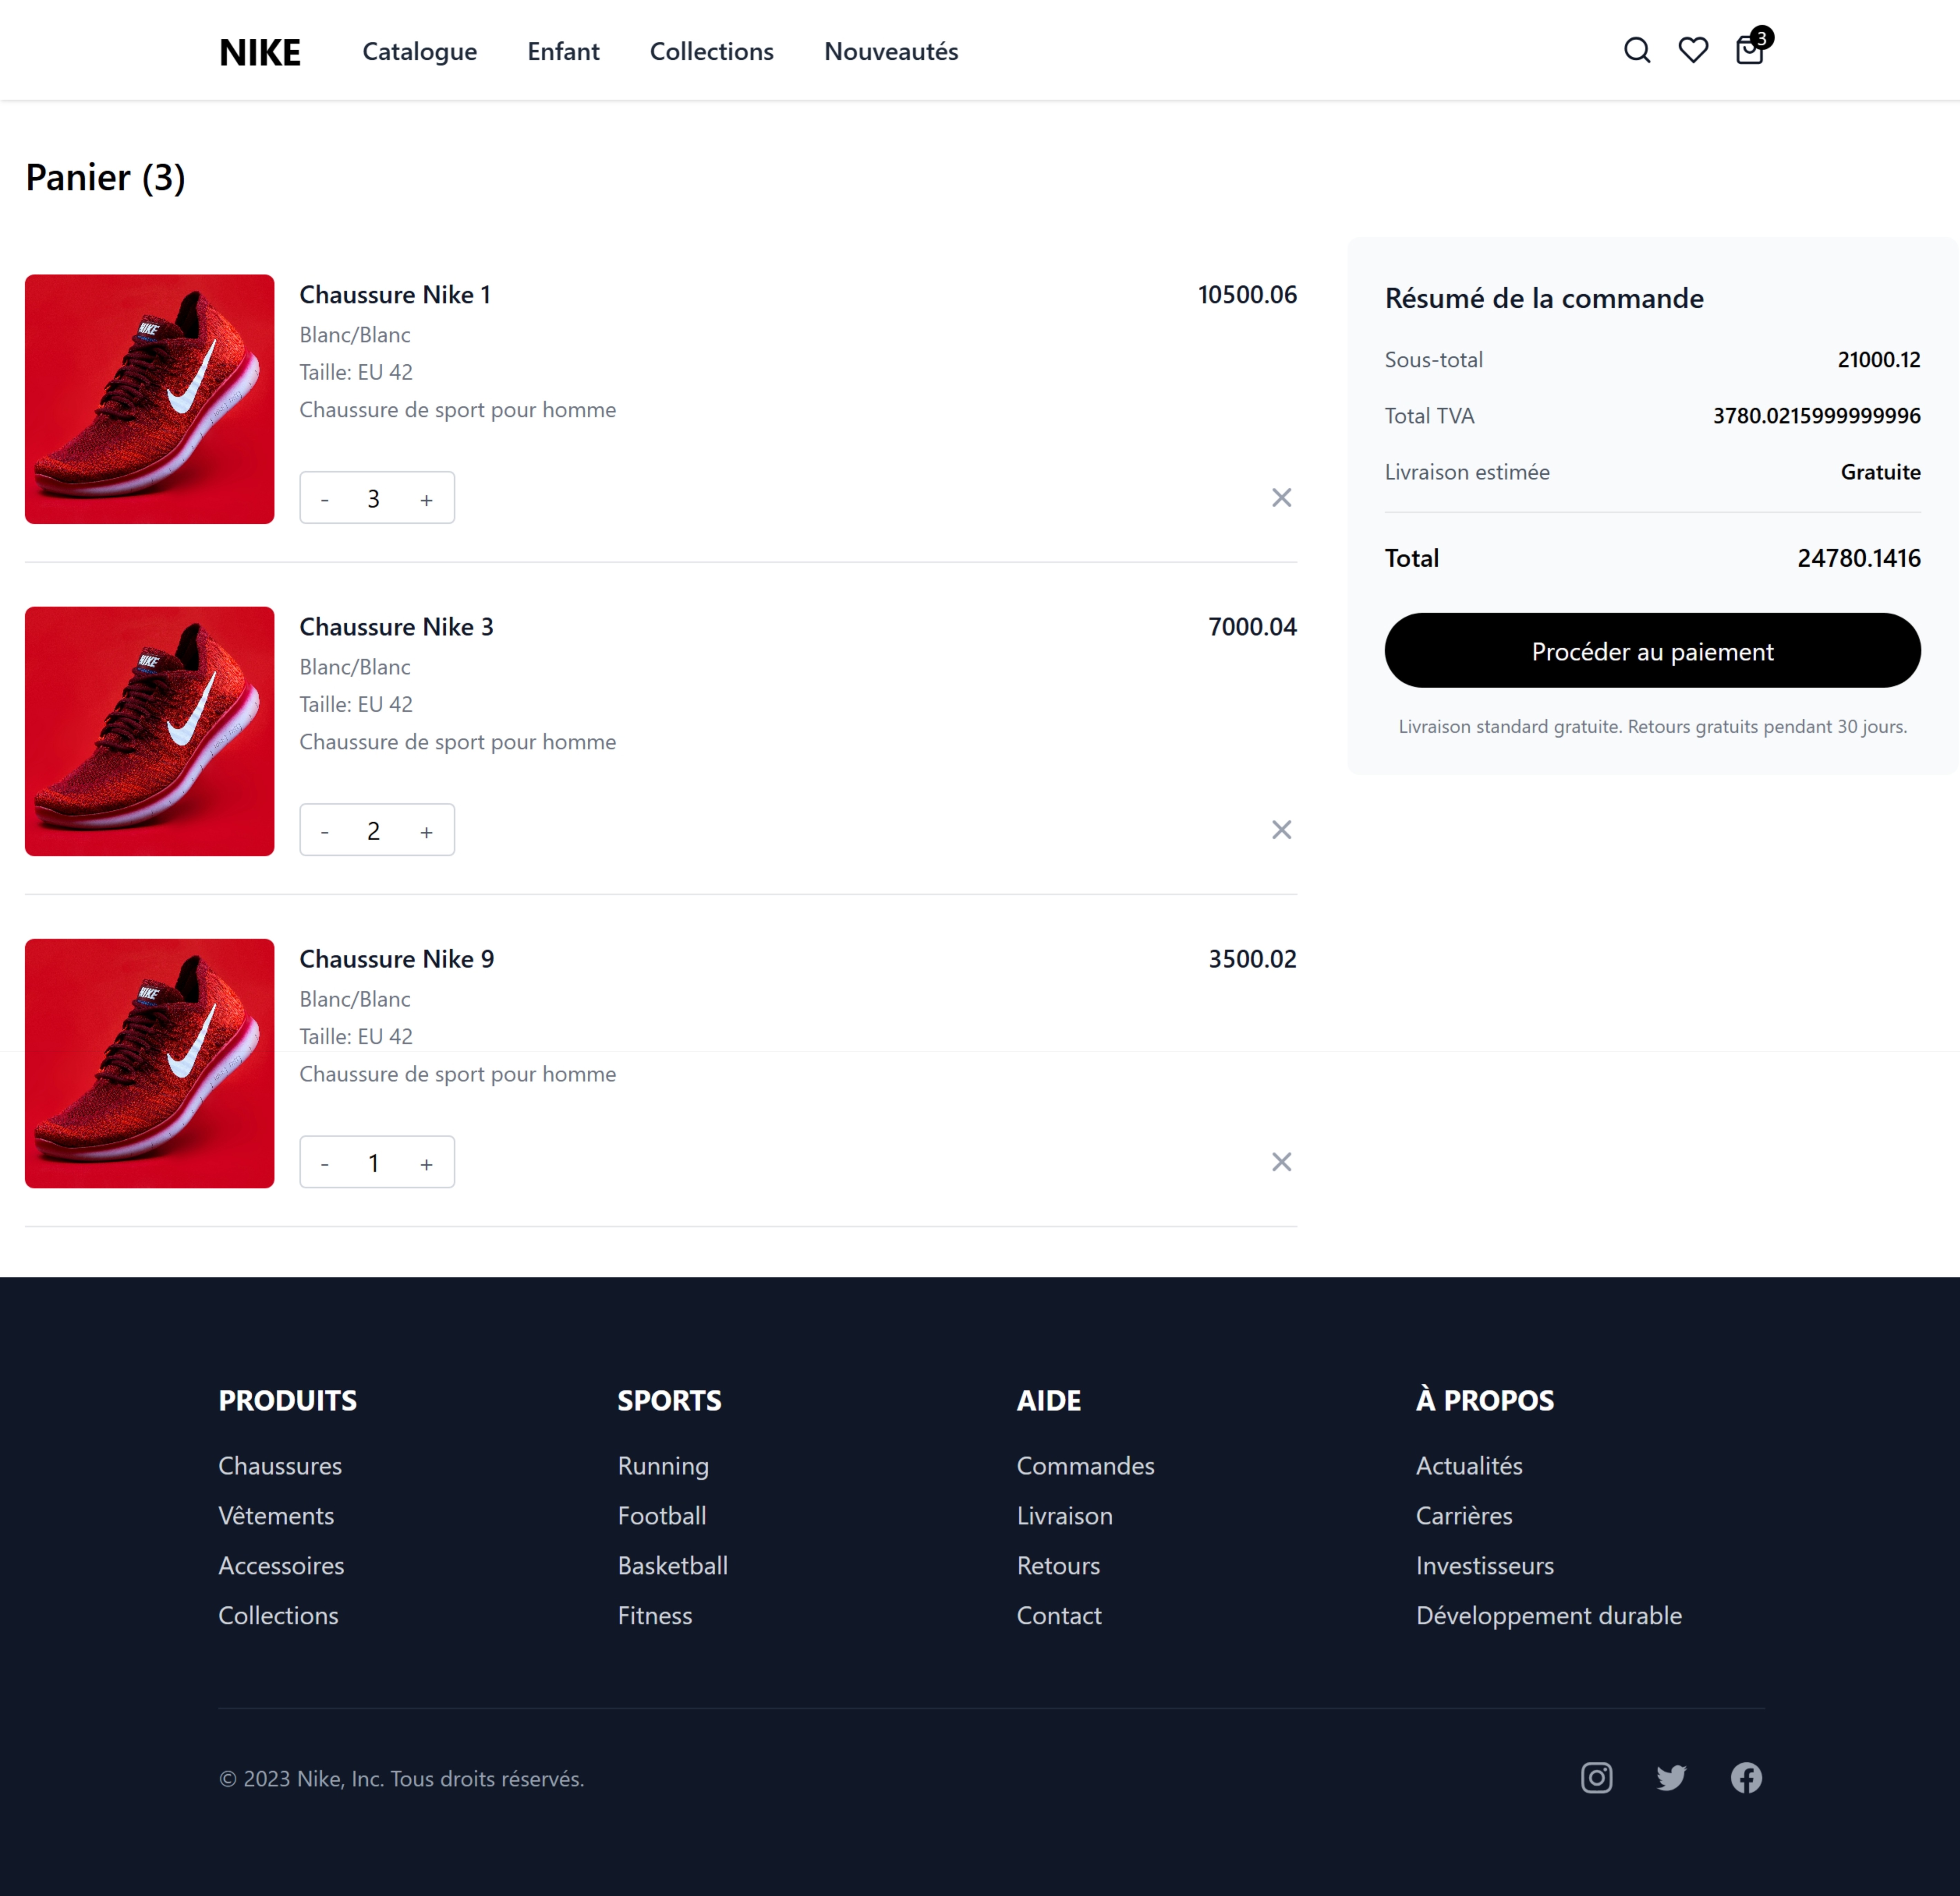 NIKE Catalogue Enfant Collections Nouveautés 3
Panier (3)
NIKE
Chaussure Nike 1 10500.06
Blanc/Blanc
Taille: EU 42
Chaussure de sport pour homme
- 3 +
NIKE
Chaussure Nike 3 7000.04
Blanc/Blanc
Taille: EU 42
Chaussure de sport pour homme
- 2 +
NIKE
Chaussure Nike 9 3500.02
Blanc/Blanc
Taille: EU 42
Chaussure de sport pour homme
- 1 +
Résumé de la commande
Sous-total 21000.12
Total TVA 3780.0215999999996
Livraison estimée Gratuite
Total 24780.1416
Procéder au paiement
Livraison standard gratuite. Retours gratuits pendant 30 jours.
PRODUITS
Chaussures
Vêtements
Accessoires
Collections
SPORTS
Running
Football
Basketball
Fitness
AIDE
Commandes
Livraison
Retours
Contact
À PROPOS
Actualités
Carrières
Investisseurs
Développement durable
© 2023 Nike, Inc. Tous droits réservés.